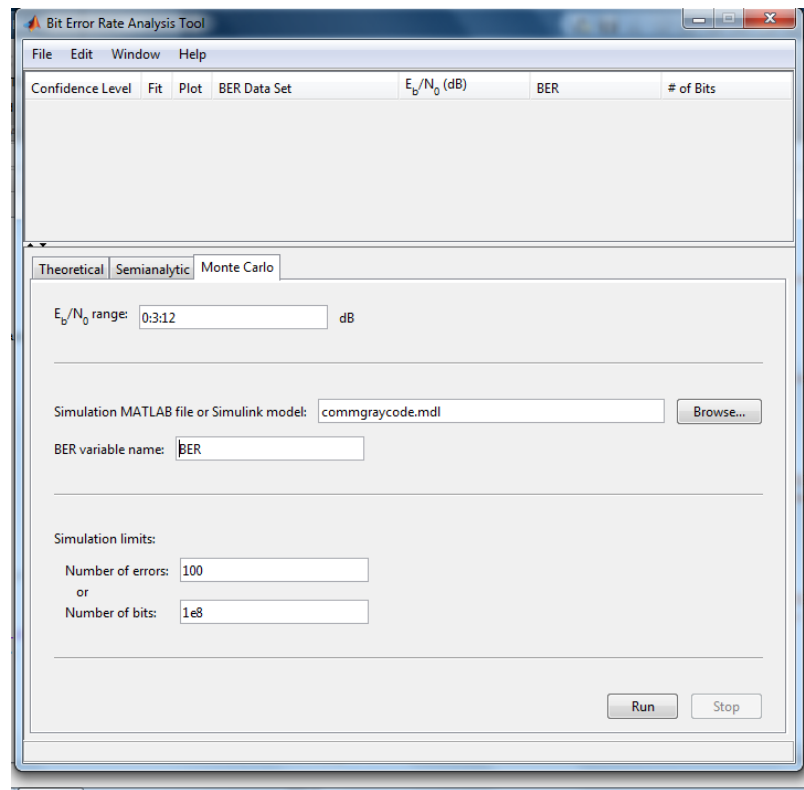 Bit Error Rate Analysis Tool
File Edit Window Help
Confidence Level Fit Plot BER Data Set Eb/N0 (dB) BER # of Bits
Theoretical Semianalytic Monte Carlo
Eb/N0 range: 0:3:12 dB
Simulation MATLAB file or Simulink model: commgraycode.mdl Browse...
BER variable name: BER
Simulation limits:
Number of errors: 100
or
Number of bits: 1e8
Run Stop